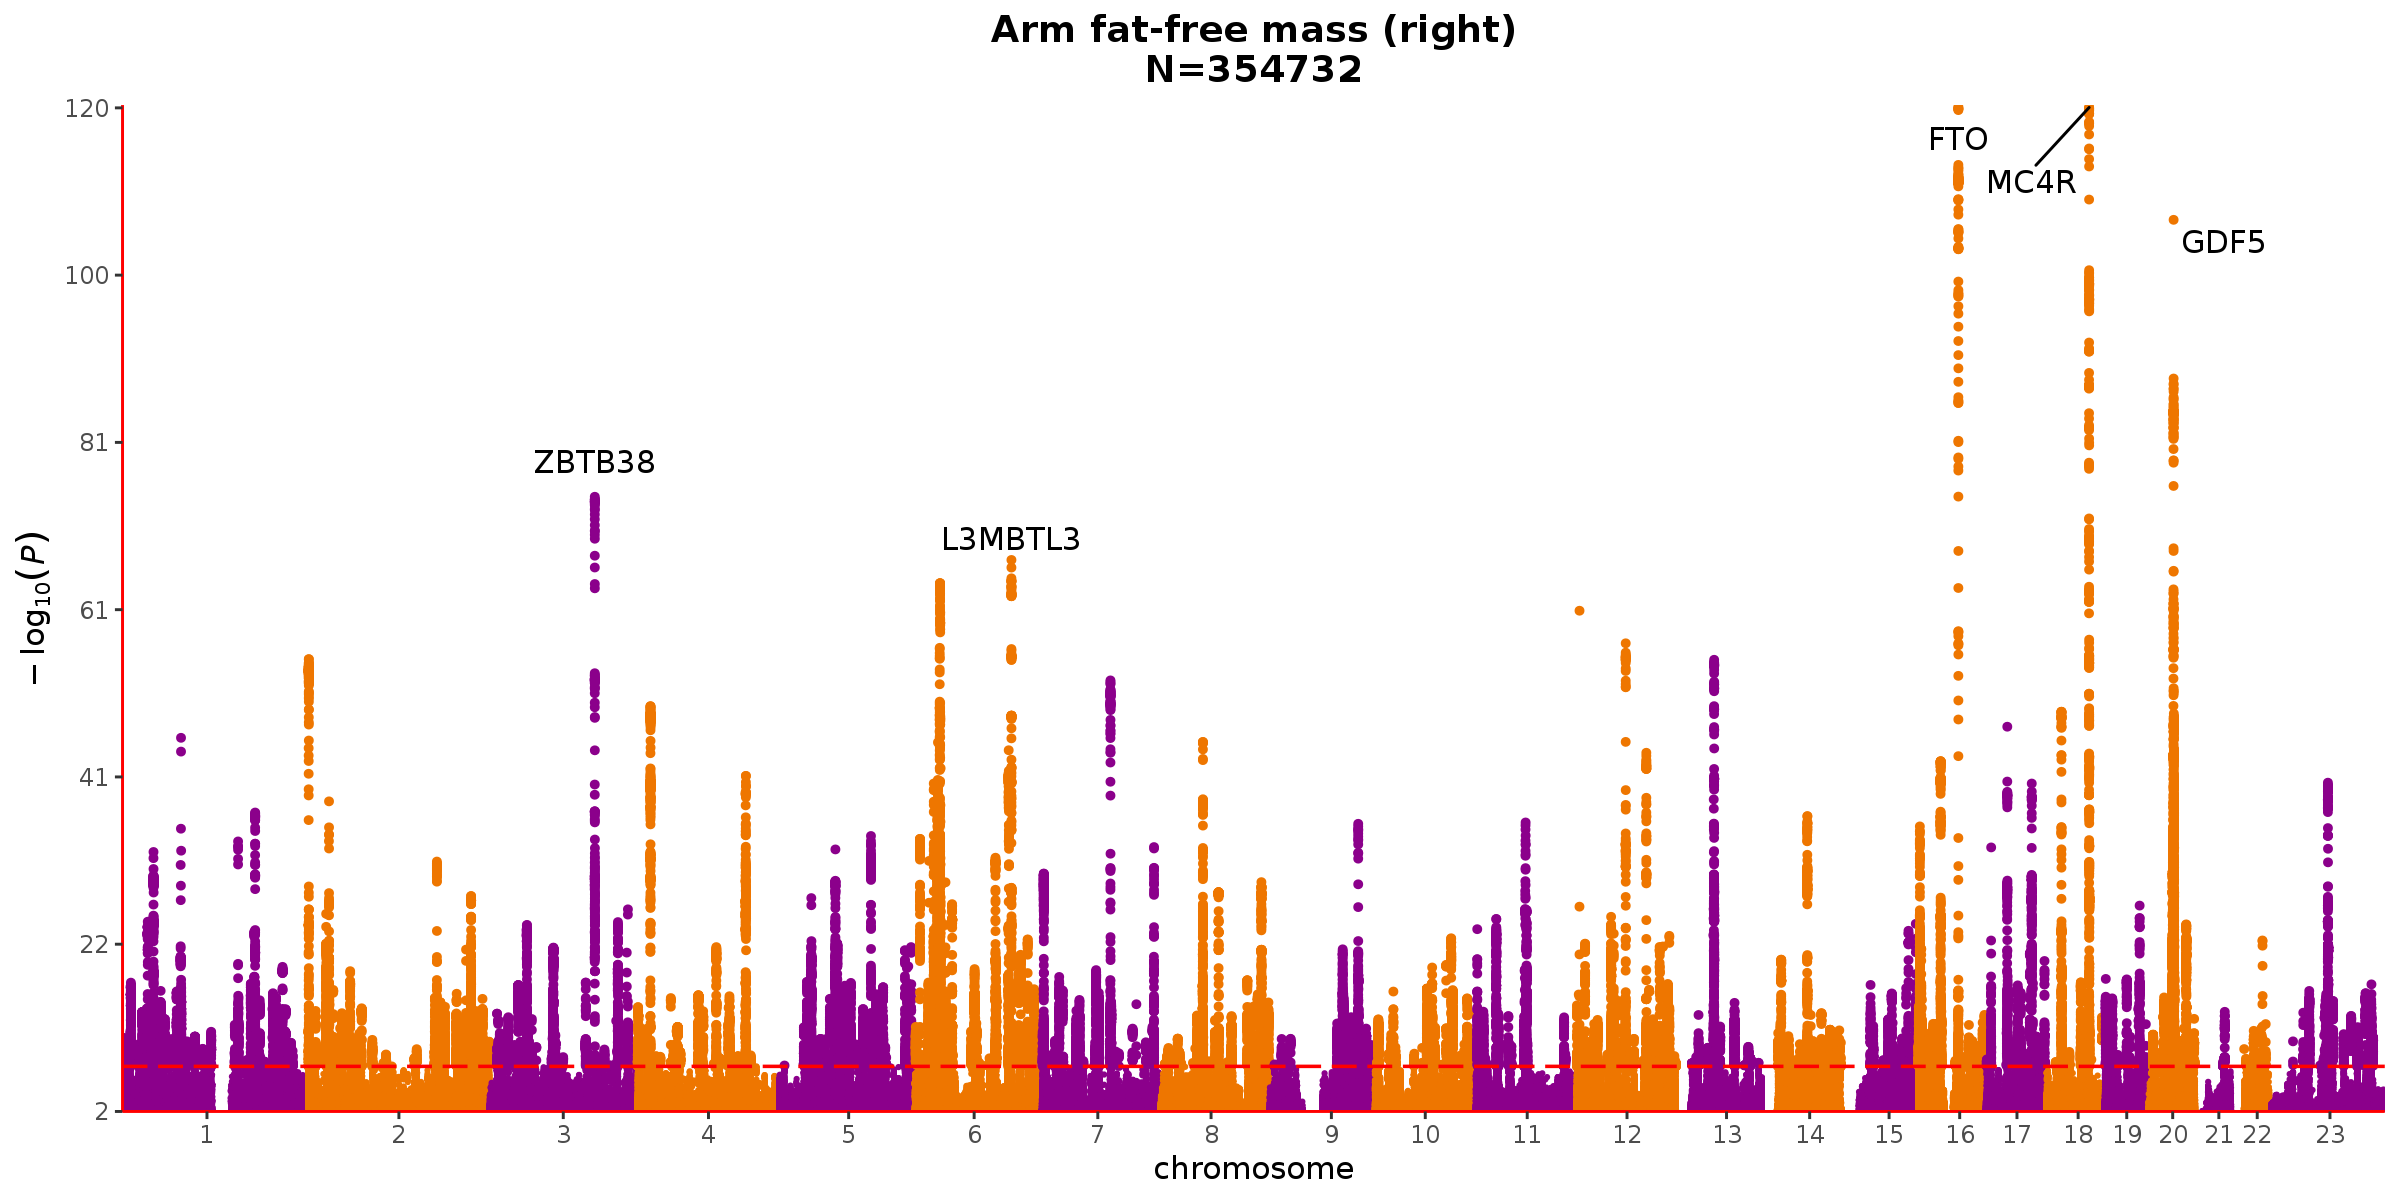 Arm fat-free mass (right)
N=354732
120
100
81
61
41
22
2
−log10(P)
FTO
MC4R
GDF5
ZBTB38
L3MBTL3
1 2 3 4 5 6 7 8 9 10 11 12 13 14 15 16 17 18 19 20 21 22 23
chromosome